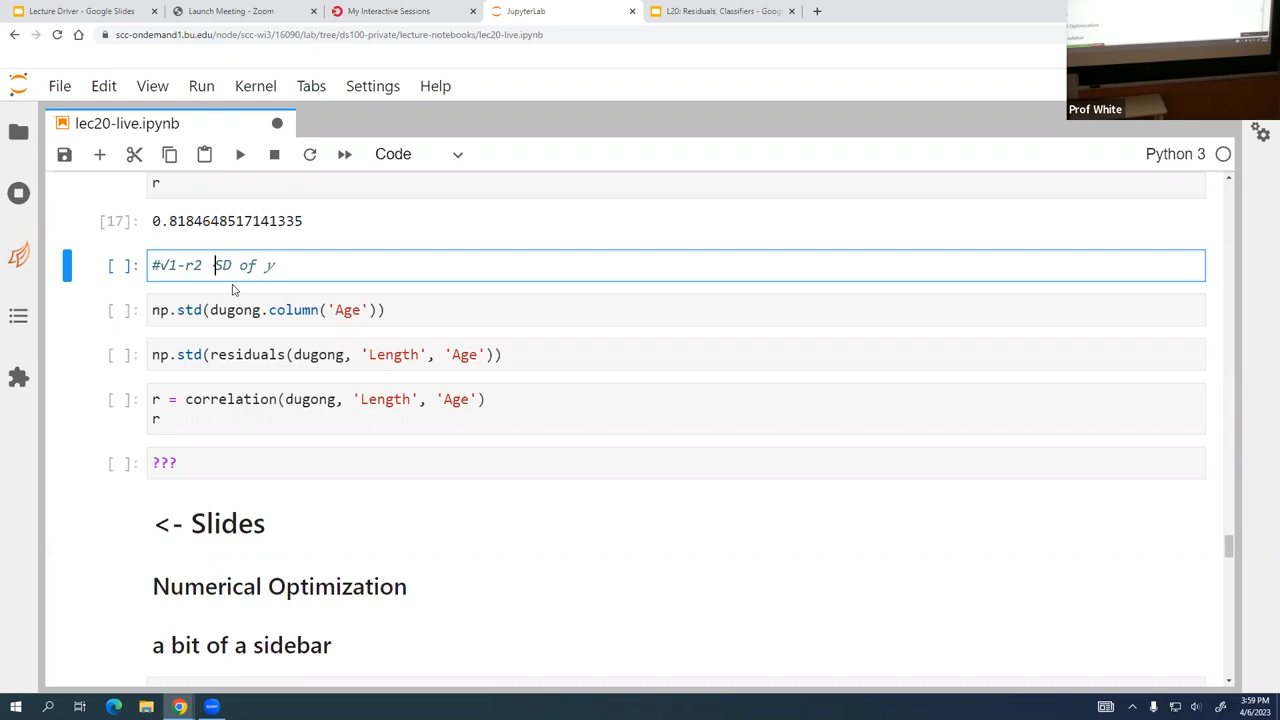 Lecture Driver - Google Slides
Launch Meeting - Zoom
My Interactive Sessions
JupyterLab
L20: Residuals, Classifiers - Goog
scc-ondemand1.bu.edu/node/scc-wi3/16090/lab/tree/ds100
/lecture-notebooks/lec20-live.ipynb
Prof White
File Edit View Run Kernel Tabs Settings Help
lec20-live.ipynb
Code
Python 3
r
[17]: 0.8184648517141335
[ ]: #√1-r2 SD of y
[ ]: np.std(dugong.column('Age'))
[ ]: np.std(residuals(dugong, 'Length', 'Age'))
[ ]: r = correlation(dugong, 'Length', 'Age')
r
[ ]: ???
<- Slides
Numerical Optimization
a bit of a sidebar
3:59 PM
4/6/2023